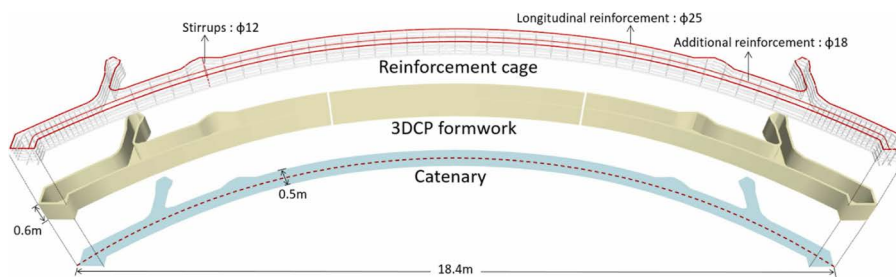 Longitudinal reinforcement : ϕ25
Stirrups : ϕ12
Additional reinforcement : ϕ18
Reinforcement cage
3DCP formwork
Catenary
0.5m
0.6m
18.4m